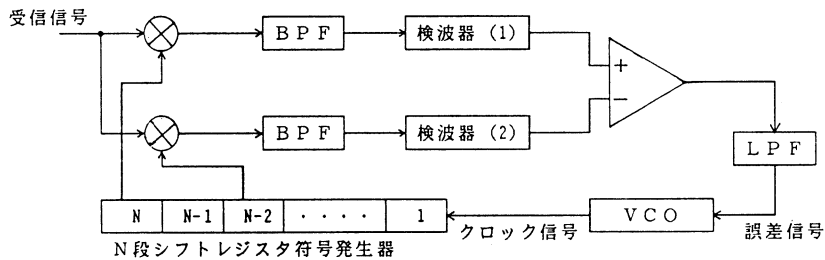 受信信号
BPF
検波器 (1)
+
BPF
検波器 (2)
−
LPF
N
N-1
N-2
・・・・
1
VCO
クロック信号
誤差信号
N段シフトレジスタ符号発生器